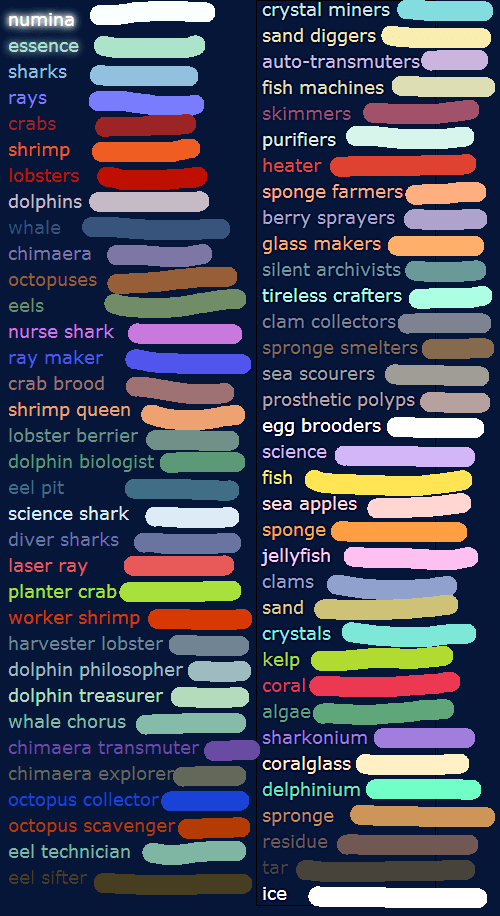 numina
essence
sharks
rays
crabs
shrimp
lobsters
dolphins
whale
chimaera
octopuses
eels
nurse shark
ray maker
crab brood
shrimp queen
lobster berrier
dolphin biologist
eel pit
science shark
diver sharks
laser ray
planter crab
worker shrimp
harvester lobster
dolphin philosopher
dolphin treasurer
whale chorus
chimaera transmuter
chimaera explorer
octopus collector
octopus scavenger
eel technician
eel sifter
crystal miners
sand diggers
auto-transmuters
fish machines
skimmers
purifiers
heater
sponge farmers
berry sprayers
glass makers
silent archivists
tireless crafters
clam collectors
spronge smelters
sea scourers
prosthetic polyps
egg brooders
science
fish
sea apples
sponge
jellyfish
clams
sand
crystals
kelp
coral
algae
sharkonium
coralglass
delphinium
spronge
residue
tar
ice